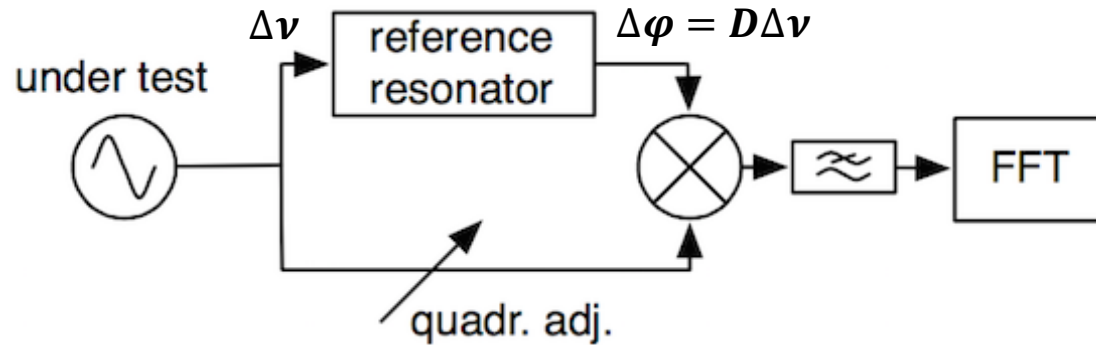 Δν
Δφ = DΔν
under test
reference
resonator
FFT
quadr. adj.